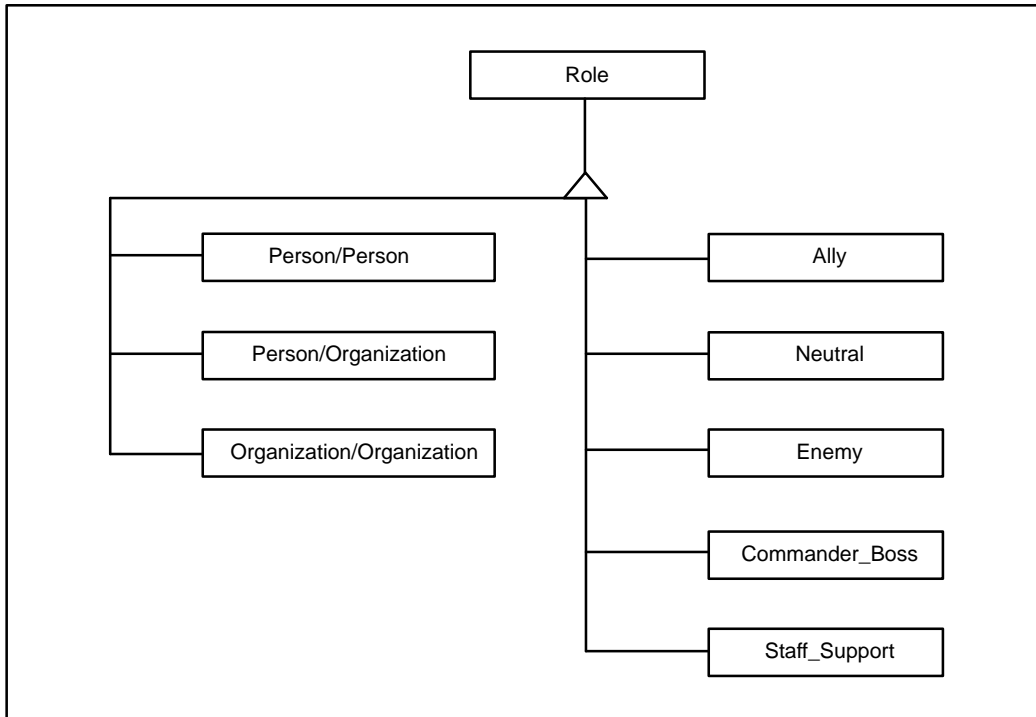 Role
Person/Person
Person/Organization
Organization/Organization
Ally
Neutral
Enemy
Commander_Boss
Staff_Support